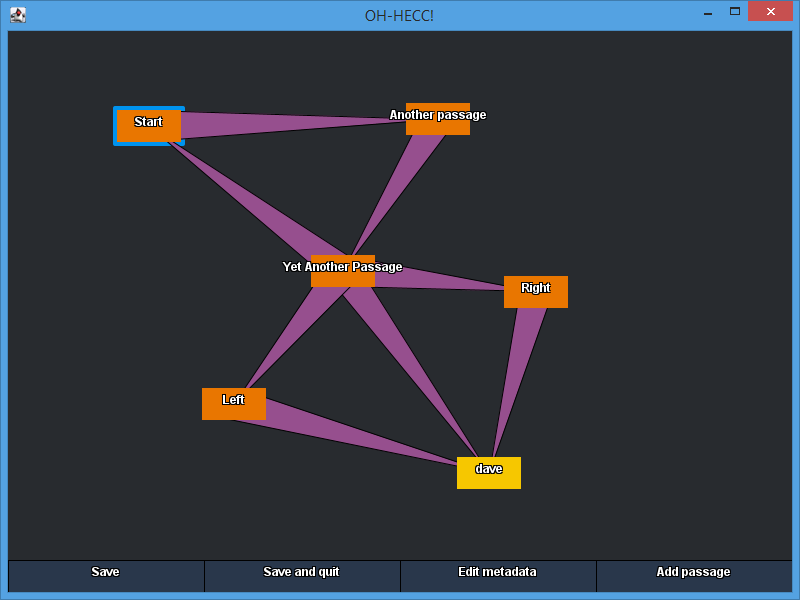 OH-HECC!
Start
Another passage
Yet Another Passage
Right
Left
dave
Save
Save and quit
Edit metadata
Add passage